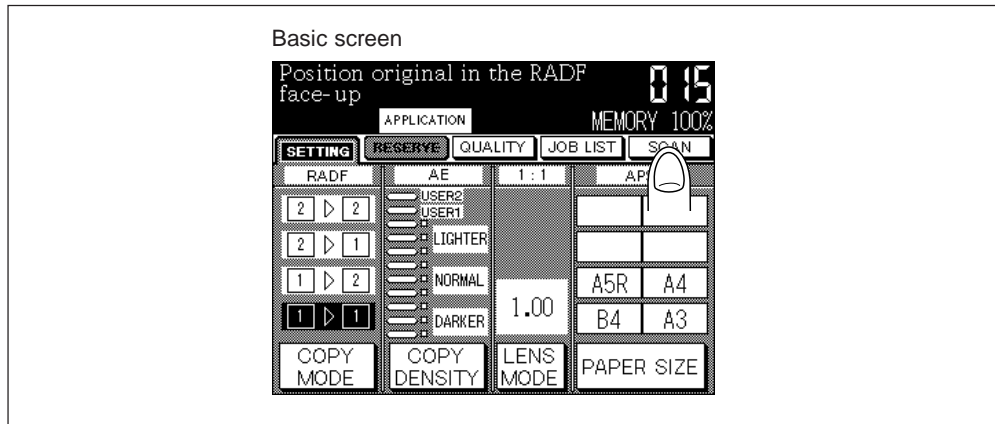 Basic screen
Position original in the RADF
face-up
015
APPLICATION
MEMORY 100%
SETTING RESERVE QUALITY JOB LIST SCAN
RADF AE 1 : 1
2 ▷ 2
USER2
USER1
2 ▷ 1
LIGHTER
1 ▷ 2
NORMAL
A5R A4
1 ▷ 1
DARKER
1.00
B4 A3
COPY
MODE
COPY
DENSITY
LENS
MODE
PAPER SIZE